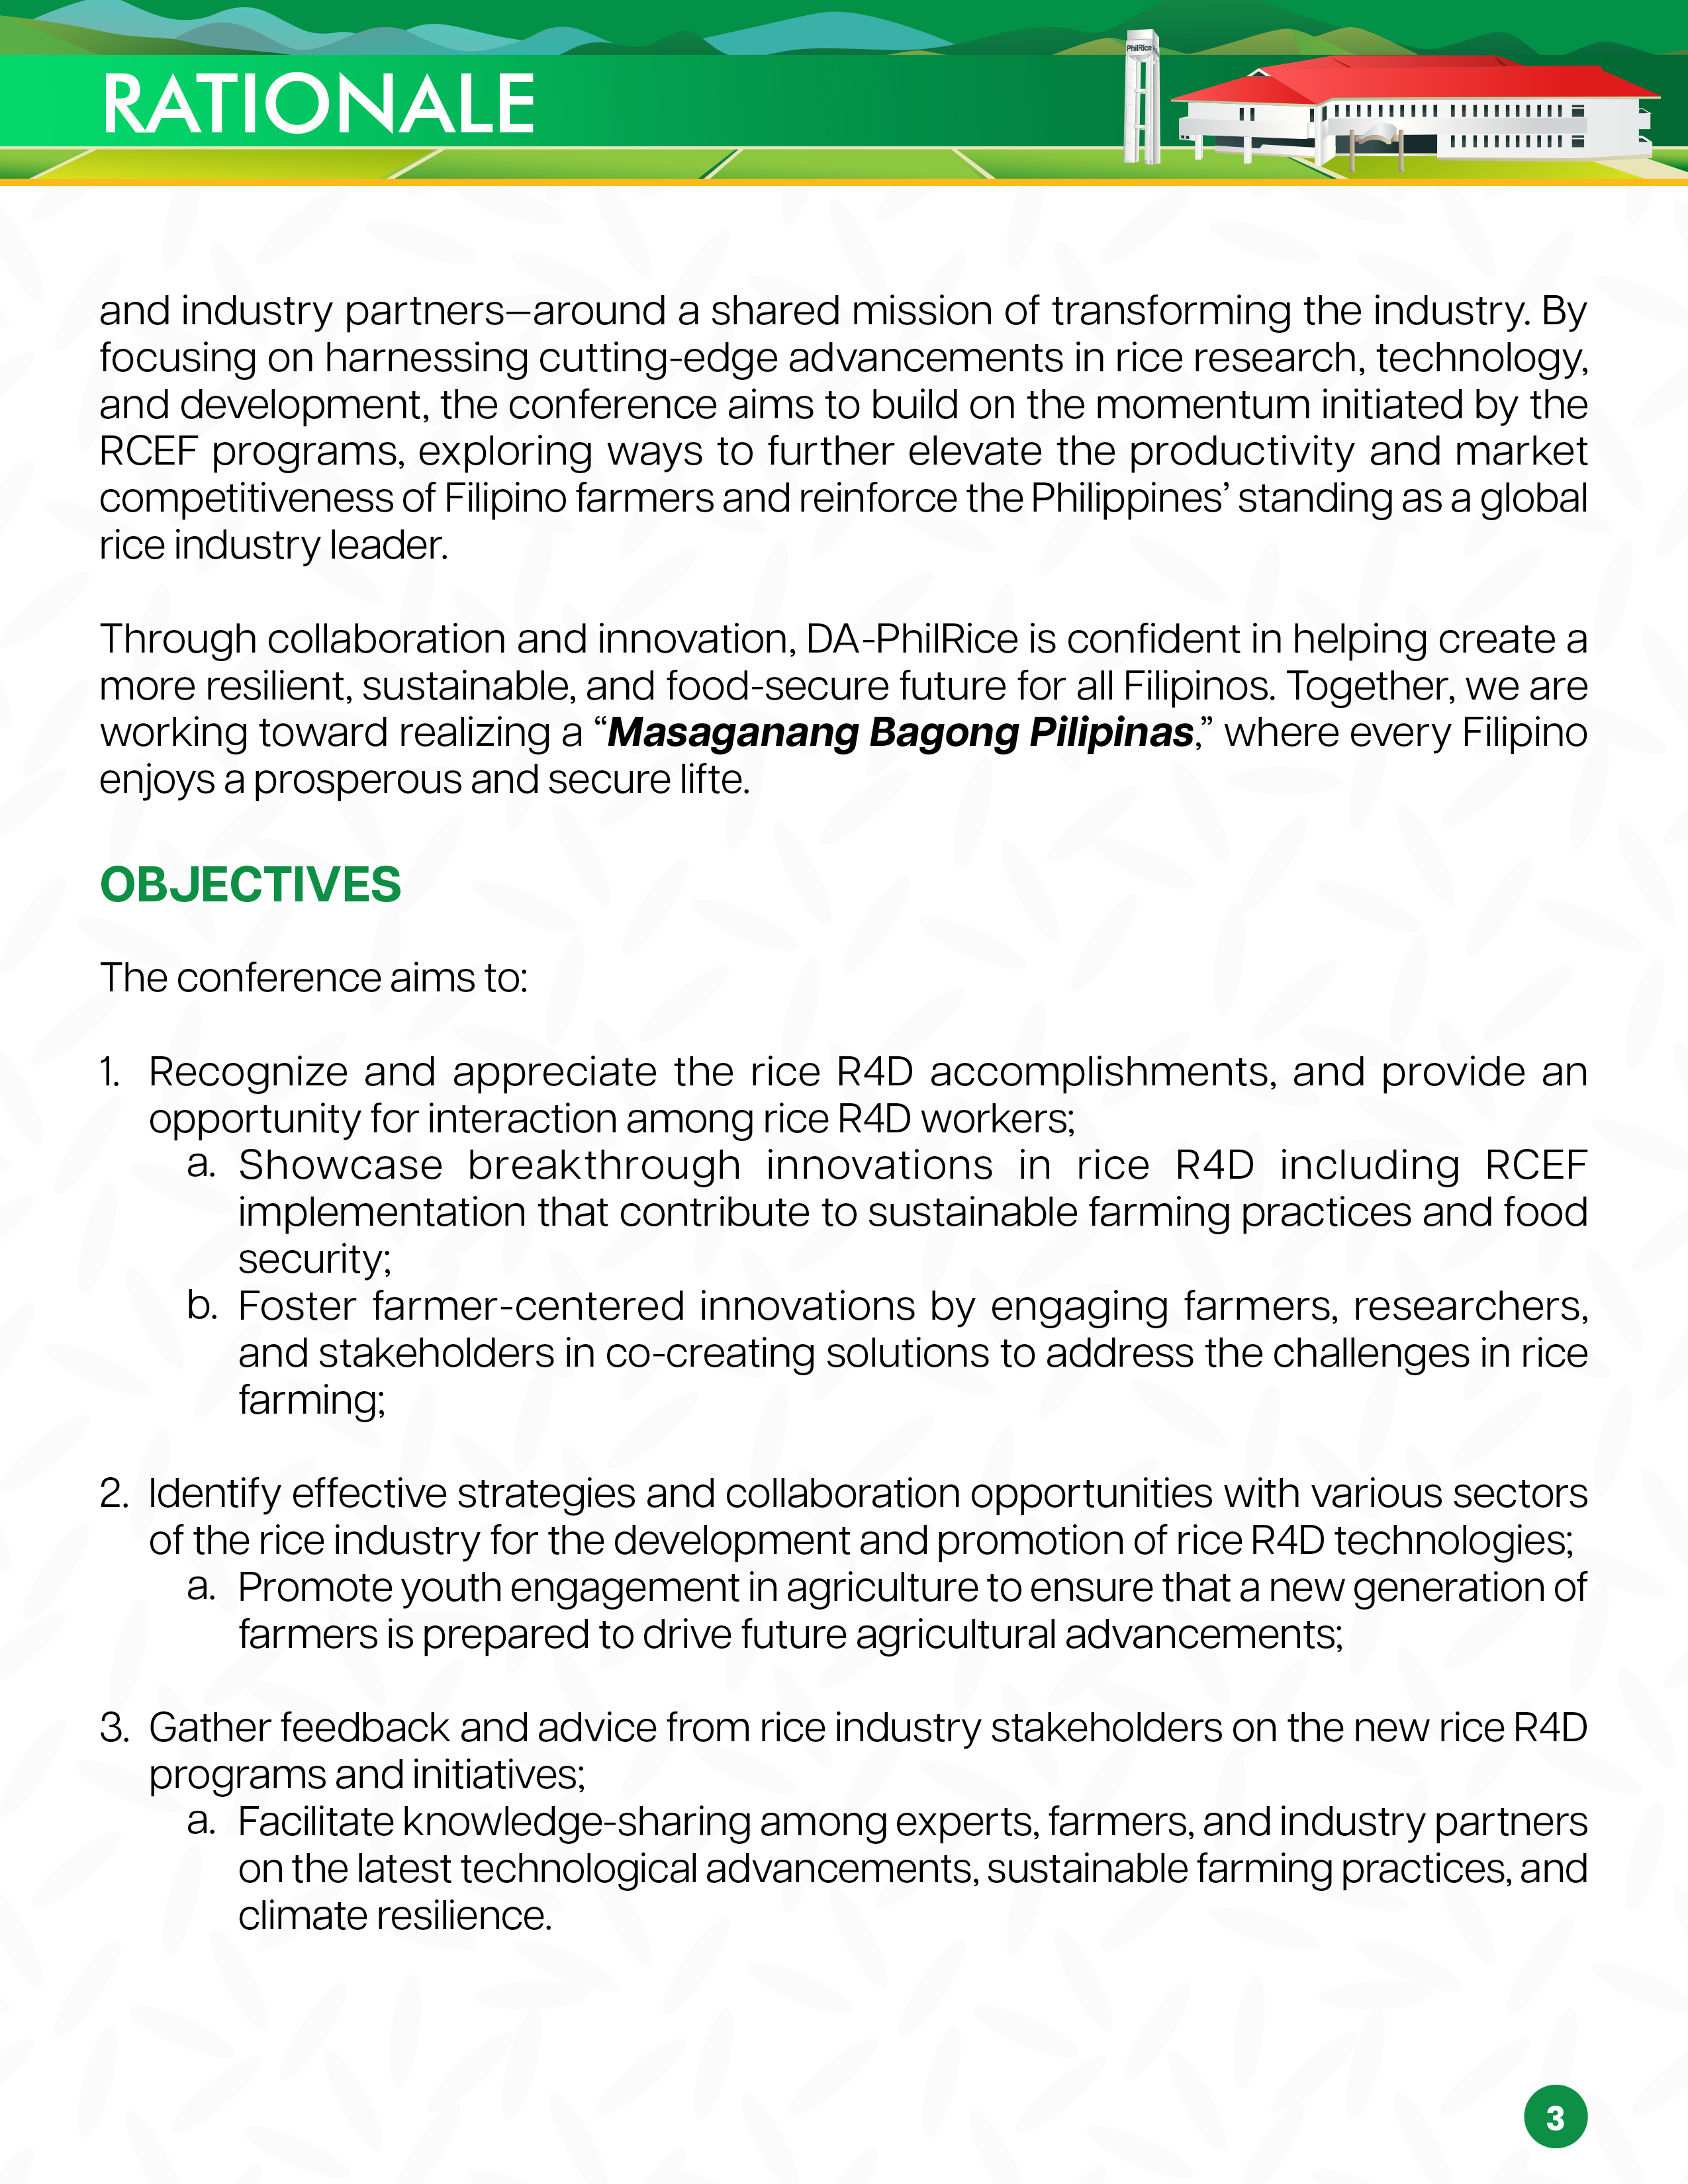 PhilRice
RATIONALE
and industry partners—around a shared mission of transforming the industry. By
focusing on harnessing cutting-edge advancements in rice research, technology,
and development, the conference aims to build on the momentum initiated by the
RCEF programs, exploring ways to further elevate the productivity and market
competitiveness of Filipino farmers and reinforce the Philippines’ standing as a global
rice industry leader.
Through collaboration and innovation, DA-PhilRice is confident in helping create a
more resilient, sustainable, and food-secure future for all Filipinos. Together, we are
working toward realizing a “Masaganang Bagong Pilipinas,” where every Filipino
enjoys a prosperous and secure lifte.
OBJECTIVES
The conference aims to:
1. Recognize and appreciate the rice R4D accomplishments, and provide an
opportunity for interaction among rice R4D workers;
a. Showcase breakthrough innovations in rice R4D including RCEF
implementation that contribute to sustainable farming practices and food
security;
b. Foster farmer-centered innovations by engaging farmers, researchers,
and stakeholders in co-creating solutions to address the challenges in rice
farming;
2. Identify effective strategies and collaboration opportunities with various sectors
of the rice industry for the development and promotion of rice R4D technologies;
a. Promote youth engagement in agriculture to ensure that a new generation of
farmers is prepared to drive future agricultural advancements;
3. Gather feedback and advice from rice industry stakeholders on the new rice R4D
programs and initiatives;
a. Facilitate knowledge-sharing among experts, farmers, and industry partners
on the latest technological advancements, sustainable farming practices, and
climate resilience.
3